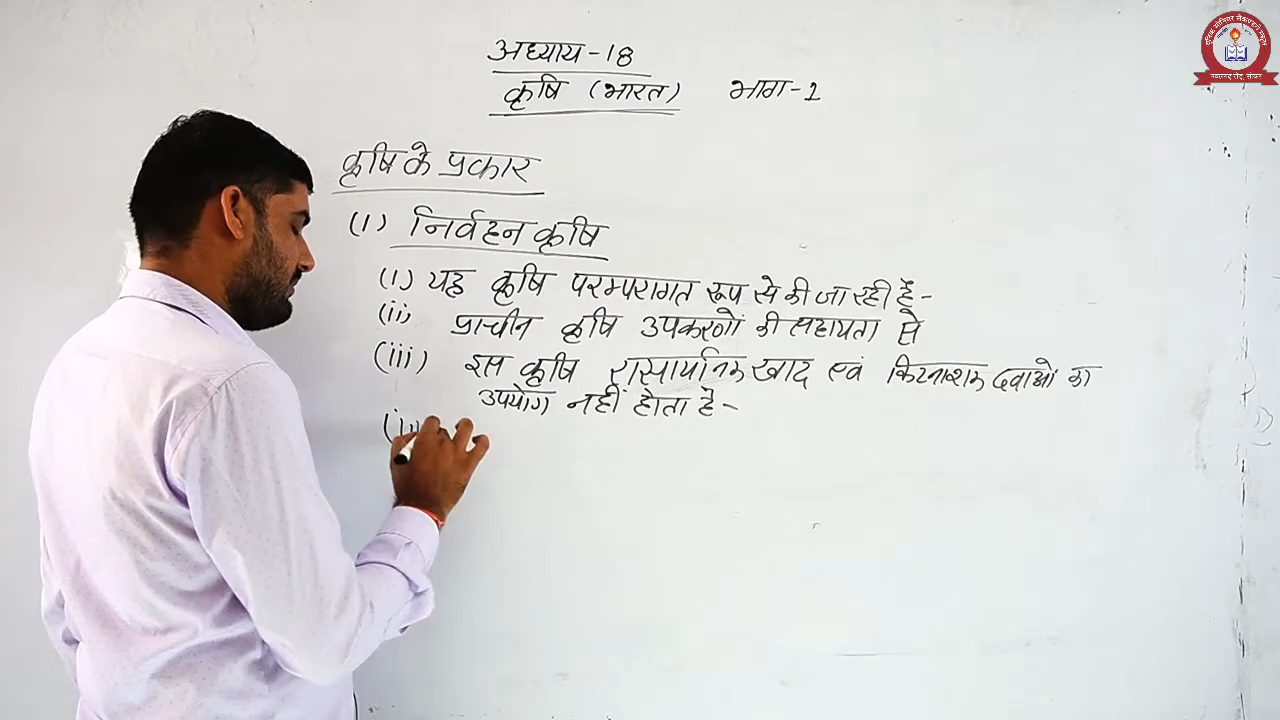 अध्याय-18
कृषि (भारत) भाग-1
कृषि के प्रकार
(1) निर्वहन कृषि
(i) यह कृषि परम्परागत रूप से की जा रही है-
(ii) प्राचीन कृषि उपकरणों की सहायता से
(iii) इस कृषि रासायनिक खाद एवं किटनाशक दवाओं का
उपयोग नहीं होता है-